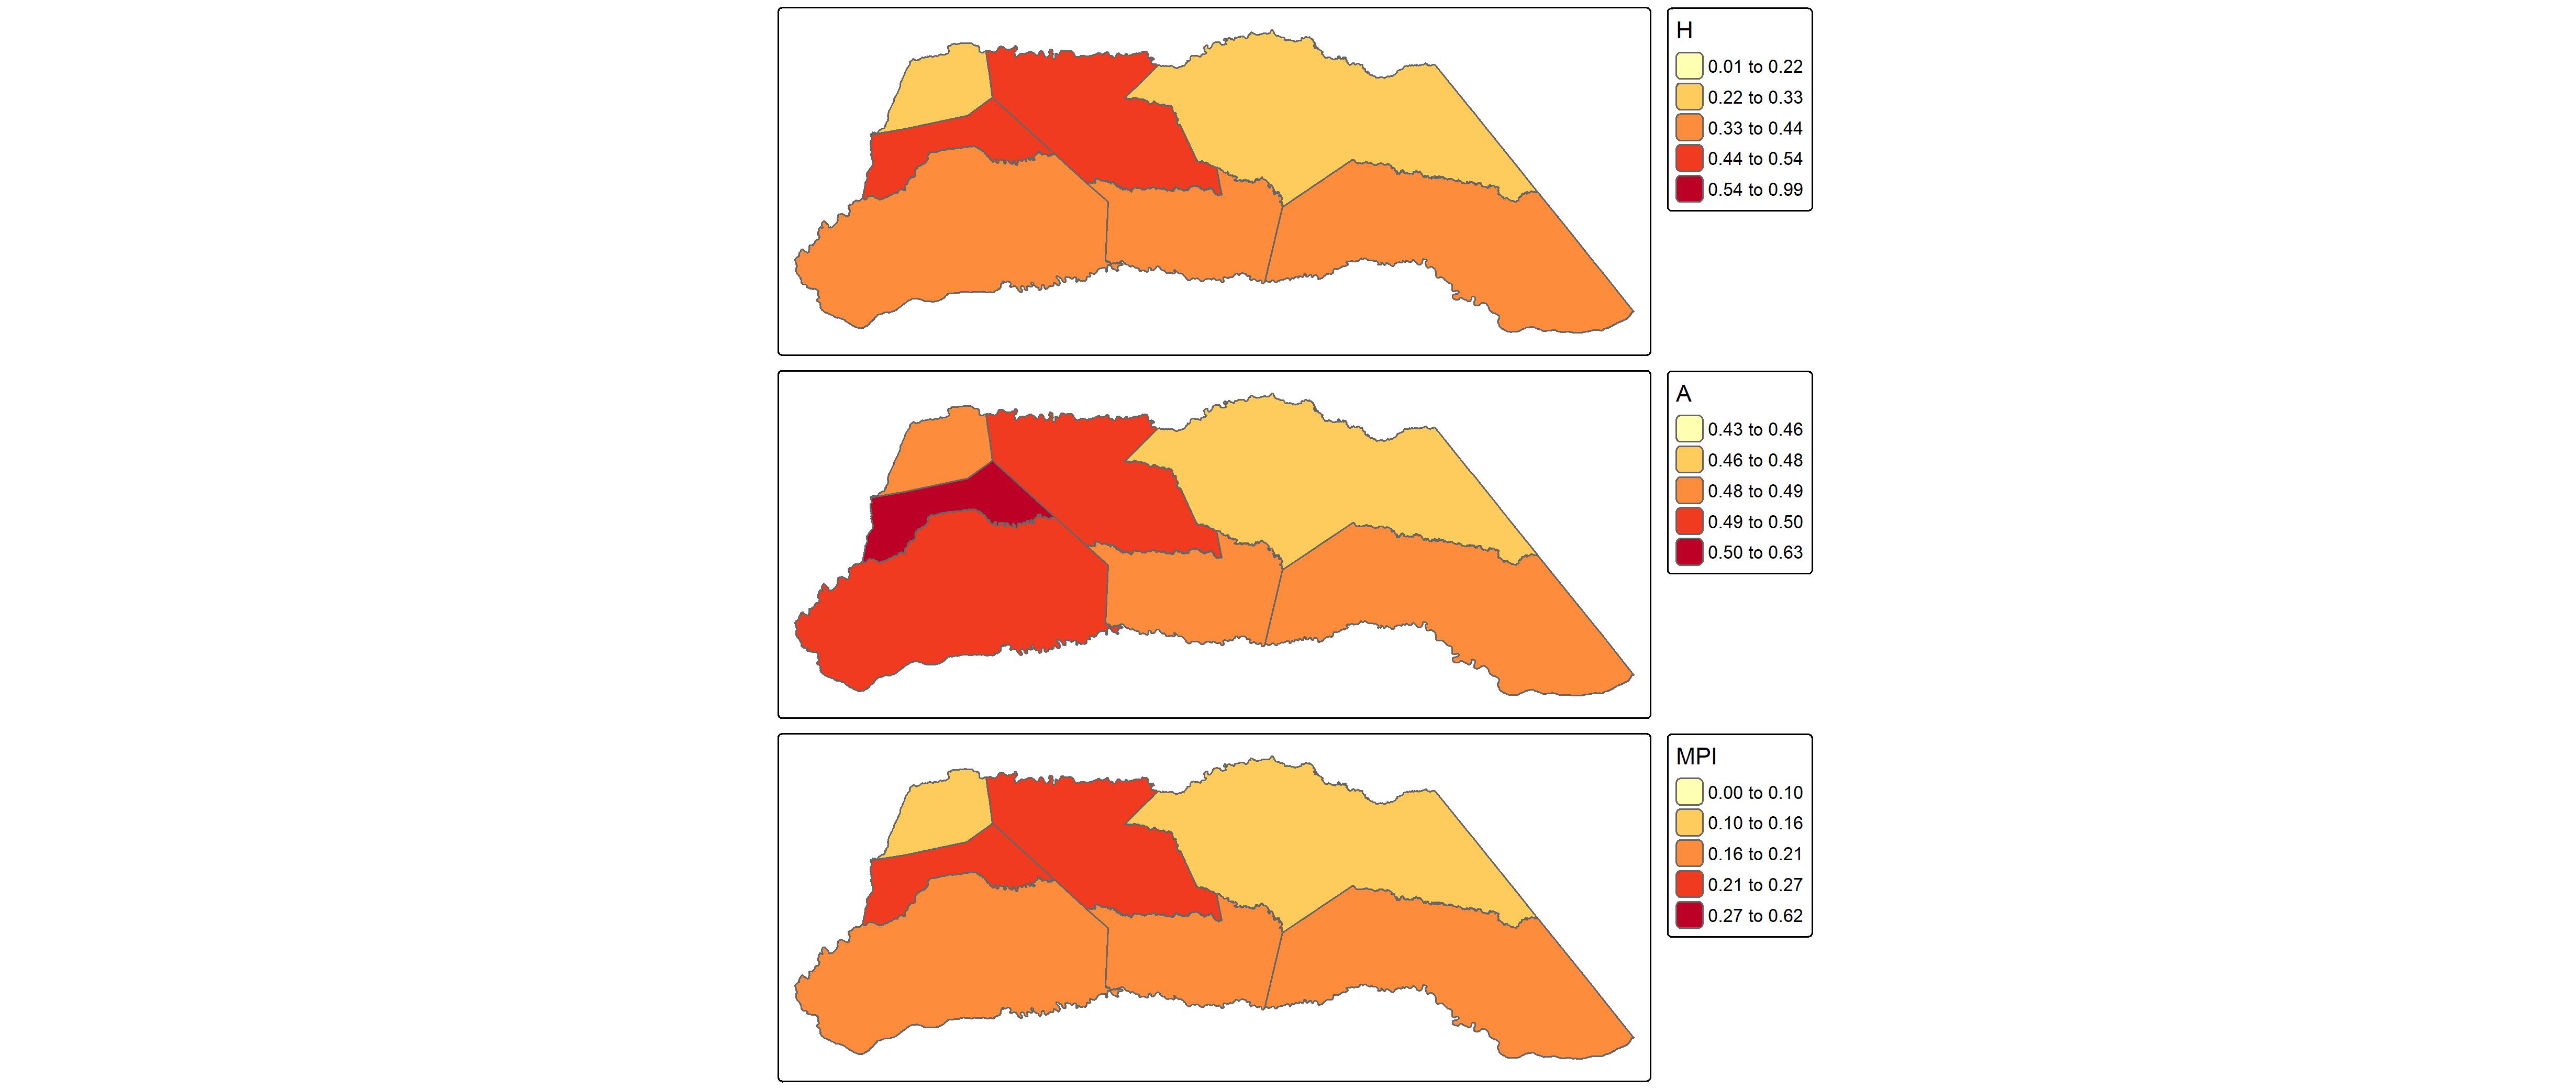 H
0.01 to 0.22
0.22 to 0.33
0.33 to 0.44
0.44 to 0.54
0.54 to 0.99
A
0.43 to 0.46
0.46 to 0.48
0.48 to 0.49
0.49 to 0.50
0.50 to 0.63
MPI
0.00 to 0.10
0.10 to 0.16
0.16 to 0.21
0.21 to 0.27
0.27 to 0.62